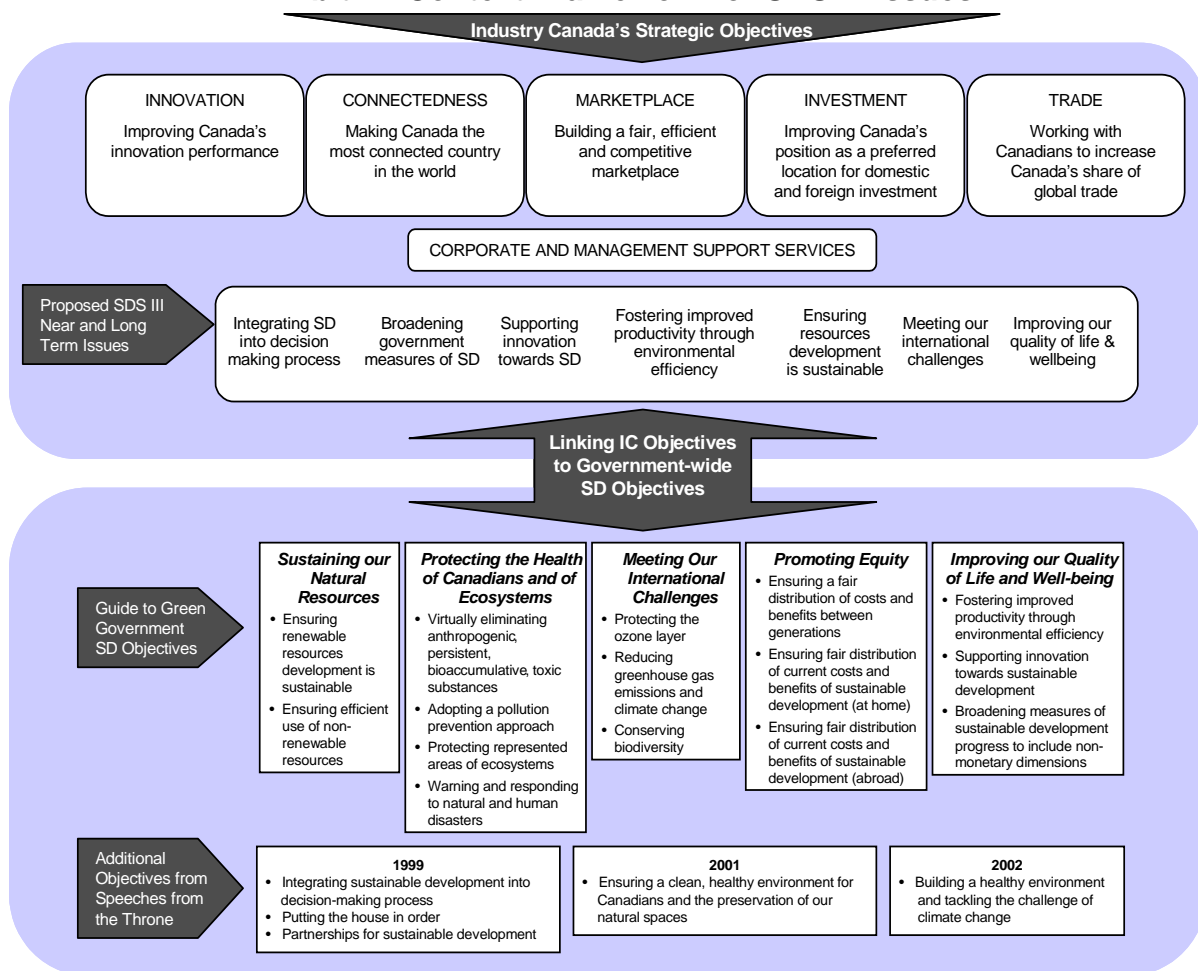 Industry Canada's Strategic Objectives
INNOVATION
Improving Canada's
innovation performance
CONNECTEDNESS
Making Canada the
most connected country
in the world
MARKETPLACE
Building a fair, efficient
and competitive
marketplace
INVESTMENT
Improving Canada's
position as a preferred
location for domestic
and foreign investment
TRADE
Working with
Canadians to increase
Canada's share of
global trade
CORPORATE AND MANAGEMENT SUPPORT SERVICES
Proposed SDS III
Near and Long
Term Issues
Integrating SD
into decision
making process
Broadening
government
measures of SD
Supporting
innovation
towards SD
Fostering improved
productivity through
environmental
efficiency
Ensuring
resources
development
is sustainable
Meeting our
international
challenges
Improving our
quality of life &
wellbeing
Linking IC Objectives
to Government-wide
SD Objectives
Guide to Green
Government
SD Objectives
Sustaining our
Natural
Resources
• Ensuring
renewable
resources
development is
sustainable
• Ensuring efficient
use of non-
renewable
resources
Protecting the Health
of Canadians and of
Ecosystems
• Virtually eliminating
anthropogenic,
persistent,
bioaccumulative, toxic
substances
• Adopting a pollution
prevention approach
• Protecting represented
areas of ecosystems
• Warning and responding
to natural and human
disasters
Meeting Our
International
Challenges
• Protecting the
ozone layer
• Reducing
greenhouse gas
emissions and
climate change
• Conserving
biodiversity
Promoting Equity
• Ensuring a fair
distribution of costs and
benefits between
generations
• Ensuring fair distribution
of current costs and
benefits of sustainable
development (at home)
• Ensuring fair distribution
of current costs and
benefits of sustainable
development (abroad)
Improving our Quality
of Life and Well-being
• Fostering improved
productivity through
environmental efficiency
• Supporting innovation
towards sustainable
development
• Broadening measures of
sustainable development
progress to include non-
monetary dimensions
Additional
Objectives from
Speeches from
the Throne
1999
• Integrating sustainable development into
decision-making process
• Putting the house in order
• Partnerships for sustainable development
2001
• Ensuring a clean, healthy environment for
Canadians and the preservation of our
natural spaces
2002
• Building a healthy environment
and tackling the challenge of
climate change